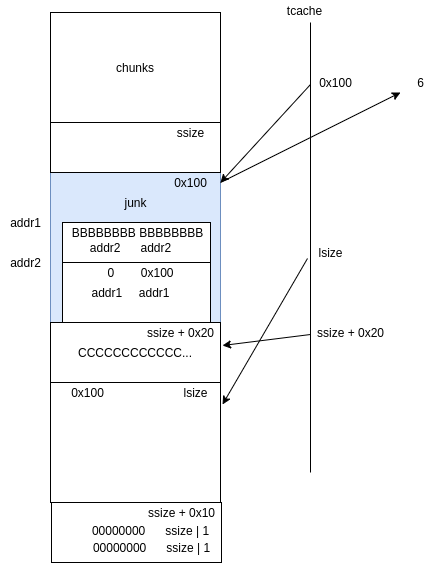 tcache
chunks
0x100
6
ssize
0x100
junk
addr1
BBBBBBBB BBBBBBBB
addr2 addr2
addr2
0 0x100
addr1 addr1
lsize
ssize + 0x20
ssize + 0x20
CCCCCCCCCCCC...
0x100 lsize
ssize + 0x10
00000000 ssize | 1
00000000 ssize | 1